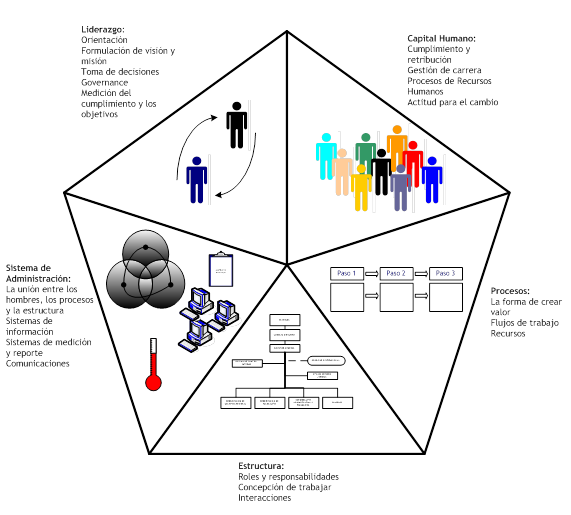 Liderazgo:
Orientación
Formulación de visión y
misión
Toma de decisiones
Governance
Medición del
cumplimiento y los
objetivos
Capital Humano:
Cumplimiento y
retribución
Gestión de carrera
Procesos de Recursos
Humanos
Actitud para el cambio
Sistema de
Administración:
La unión entre los
hombres, los procesos
y la estructura
Sistemas de
información
Sistemas de medición
y reporte
Comunicaciones
Paso 1
Paso 2
Paso 3
Procesos:
La forma de crear
valor
Flujos de trabajo
Recursos
Estructura:
Roles y responsabilidades
Concepción de trabajar
Interacciones